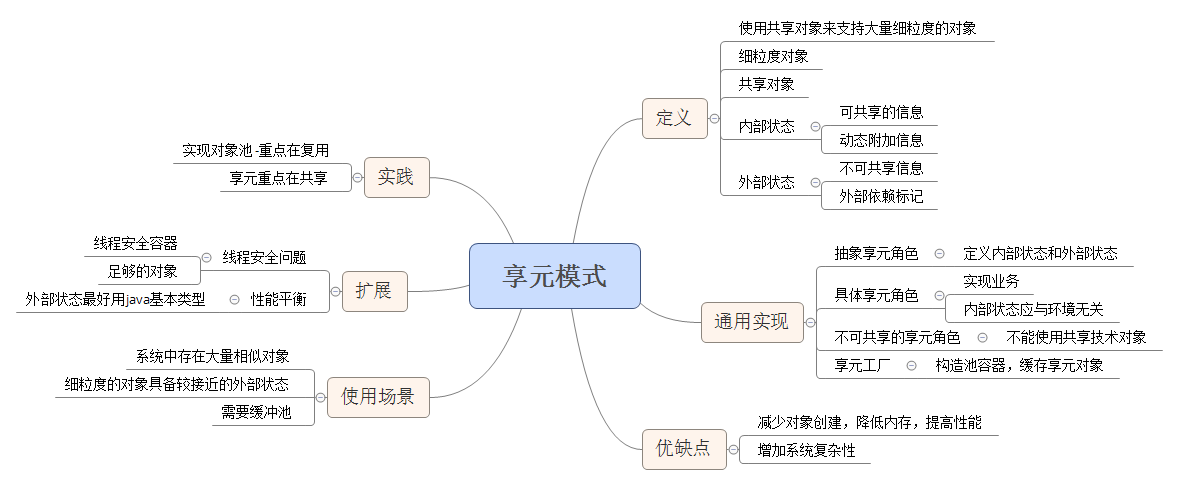 享元模式
定义
使用共享对象来支持大量细粒度的对象
细粒度对象
共享对象
内部状态
可共享的信息
动态附加信息
外部状态
不可共享信息
外部依赖标记
通用实现
抽象享元角色
定义内部状态和外部状态
具体享元角色
实现业务
内部状态应与环境无关
不可共享的享元角色
不能使用共享技术对象
享元工厂
构造池容器，缓存享元对象
优缺点
减少对象创建，降低内存，提高性能
增加系统复杂性
实践
实现对象池-重点在复用
享元重点在共享
扩展
线程安全问题
线程安全容器
足够的对象
性能平衡
外部状态最好用java基本类型
使用场景
系统中存在大量相似对象
细粒度的对象具备较接近的外部状态
需要缓冲池